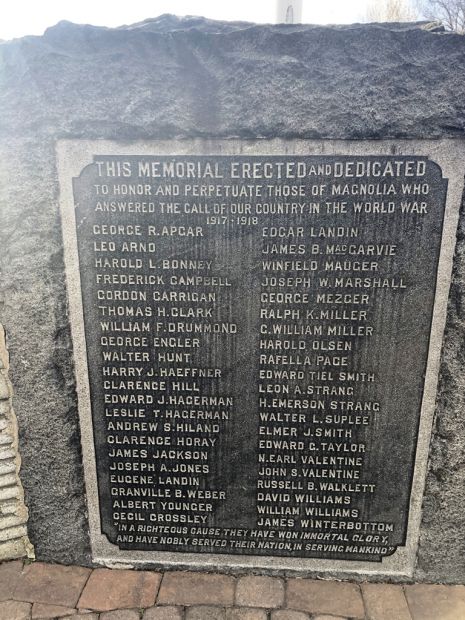 THIS MEMORIAL ERECTED AND DEDICATED
TO HONOR AND PERPETUATE THOSE OF MAGNOLIA WHO
ANSWERED THE CALL OF OUR COUNTRY IN THE WORLD WAR
1917-1918
GEORGE R. APGAR
LEO ARND
HAROLD L. BONNEY
FREDERICK CAMPBELL
GORDON GARRIGAN
THOMAS H. CLARK
WILLIAM F. DRUMMOND
GEORGE ENGLER
WALTER HUNT
HARRY J. HAEFFNER
CLARENCE HILL
EDWARD J. HAGERMAN
LESLIE T. HAGERMAN
ANDREW S. HILAND
CLARENCE HORAY
JAMES JACKSON
JOSEPH A. JONES
EUGENE LANDIN
GRANVILLE B. WEBER
ALBERT YOUNGER
CECIL CROSSLEY
EDGAR LANDIN
JAMES B. MACGARVIE
WINFIELD MAUGER
JOSEPH W. MARSHALL
GEORGE MEZGER
RALPH K. MILLER
G. WILLIAM MILLER
HAROLD OLSEN
RAFELLA PAGE
EDWARD TIEL SMITH
LEON A. STRANG
H. EMERSON STRANG
WALTER L. SUPLEE
ELMER J. SMITH
EDWARD G. TAYLOR
N. EARL VALENTINE
JOHN S. VALENTINE
RUSSELL B. WALKLETT
DAVID WILLIAMS
WILLIAM WILLIAMS
JAMES WINTERBOTTOM
"IN A RIGHTEOUS CAUSE THEY HAVE WON IMMORTAL GLORY,
AND HAVE NOBLY SERVED THEIR NATION, IN SERVING MANKIND"